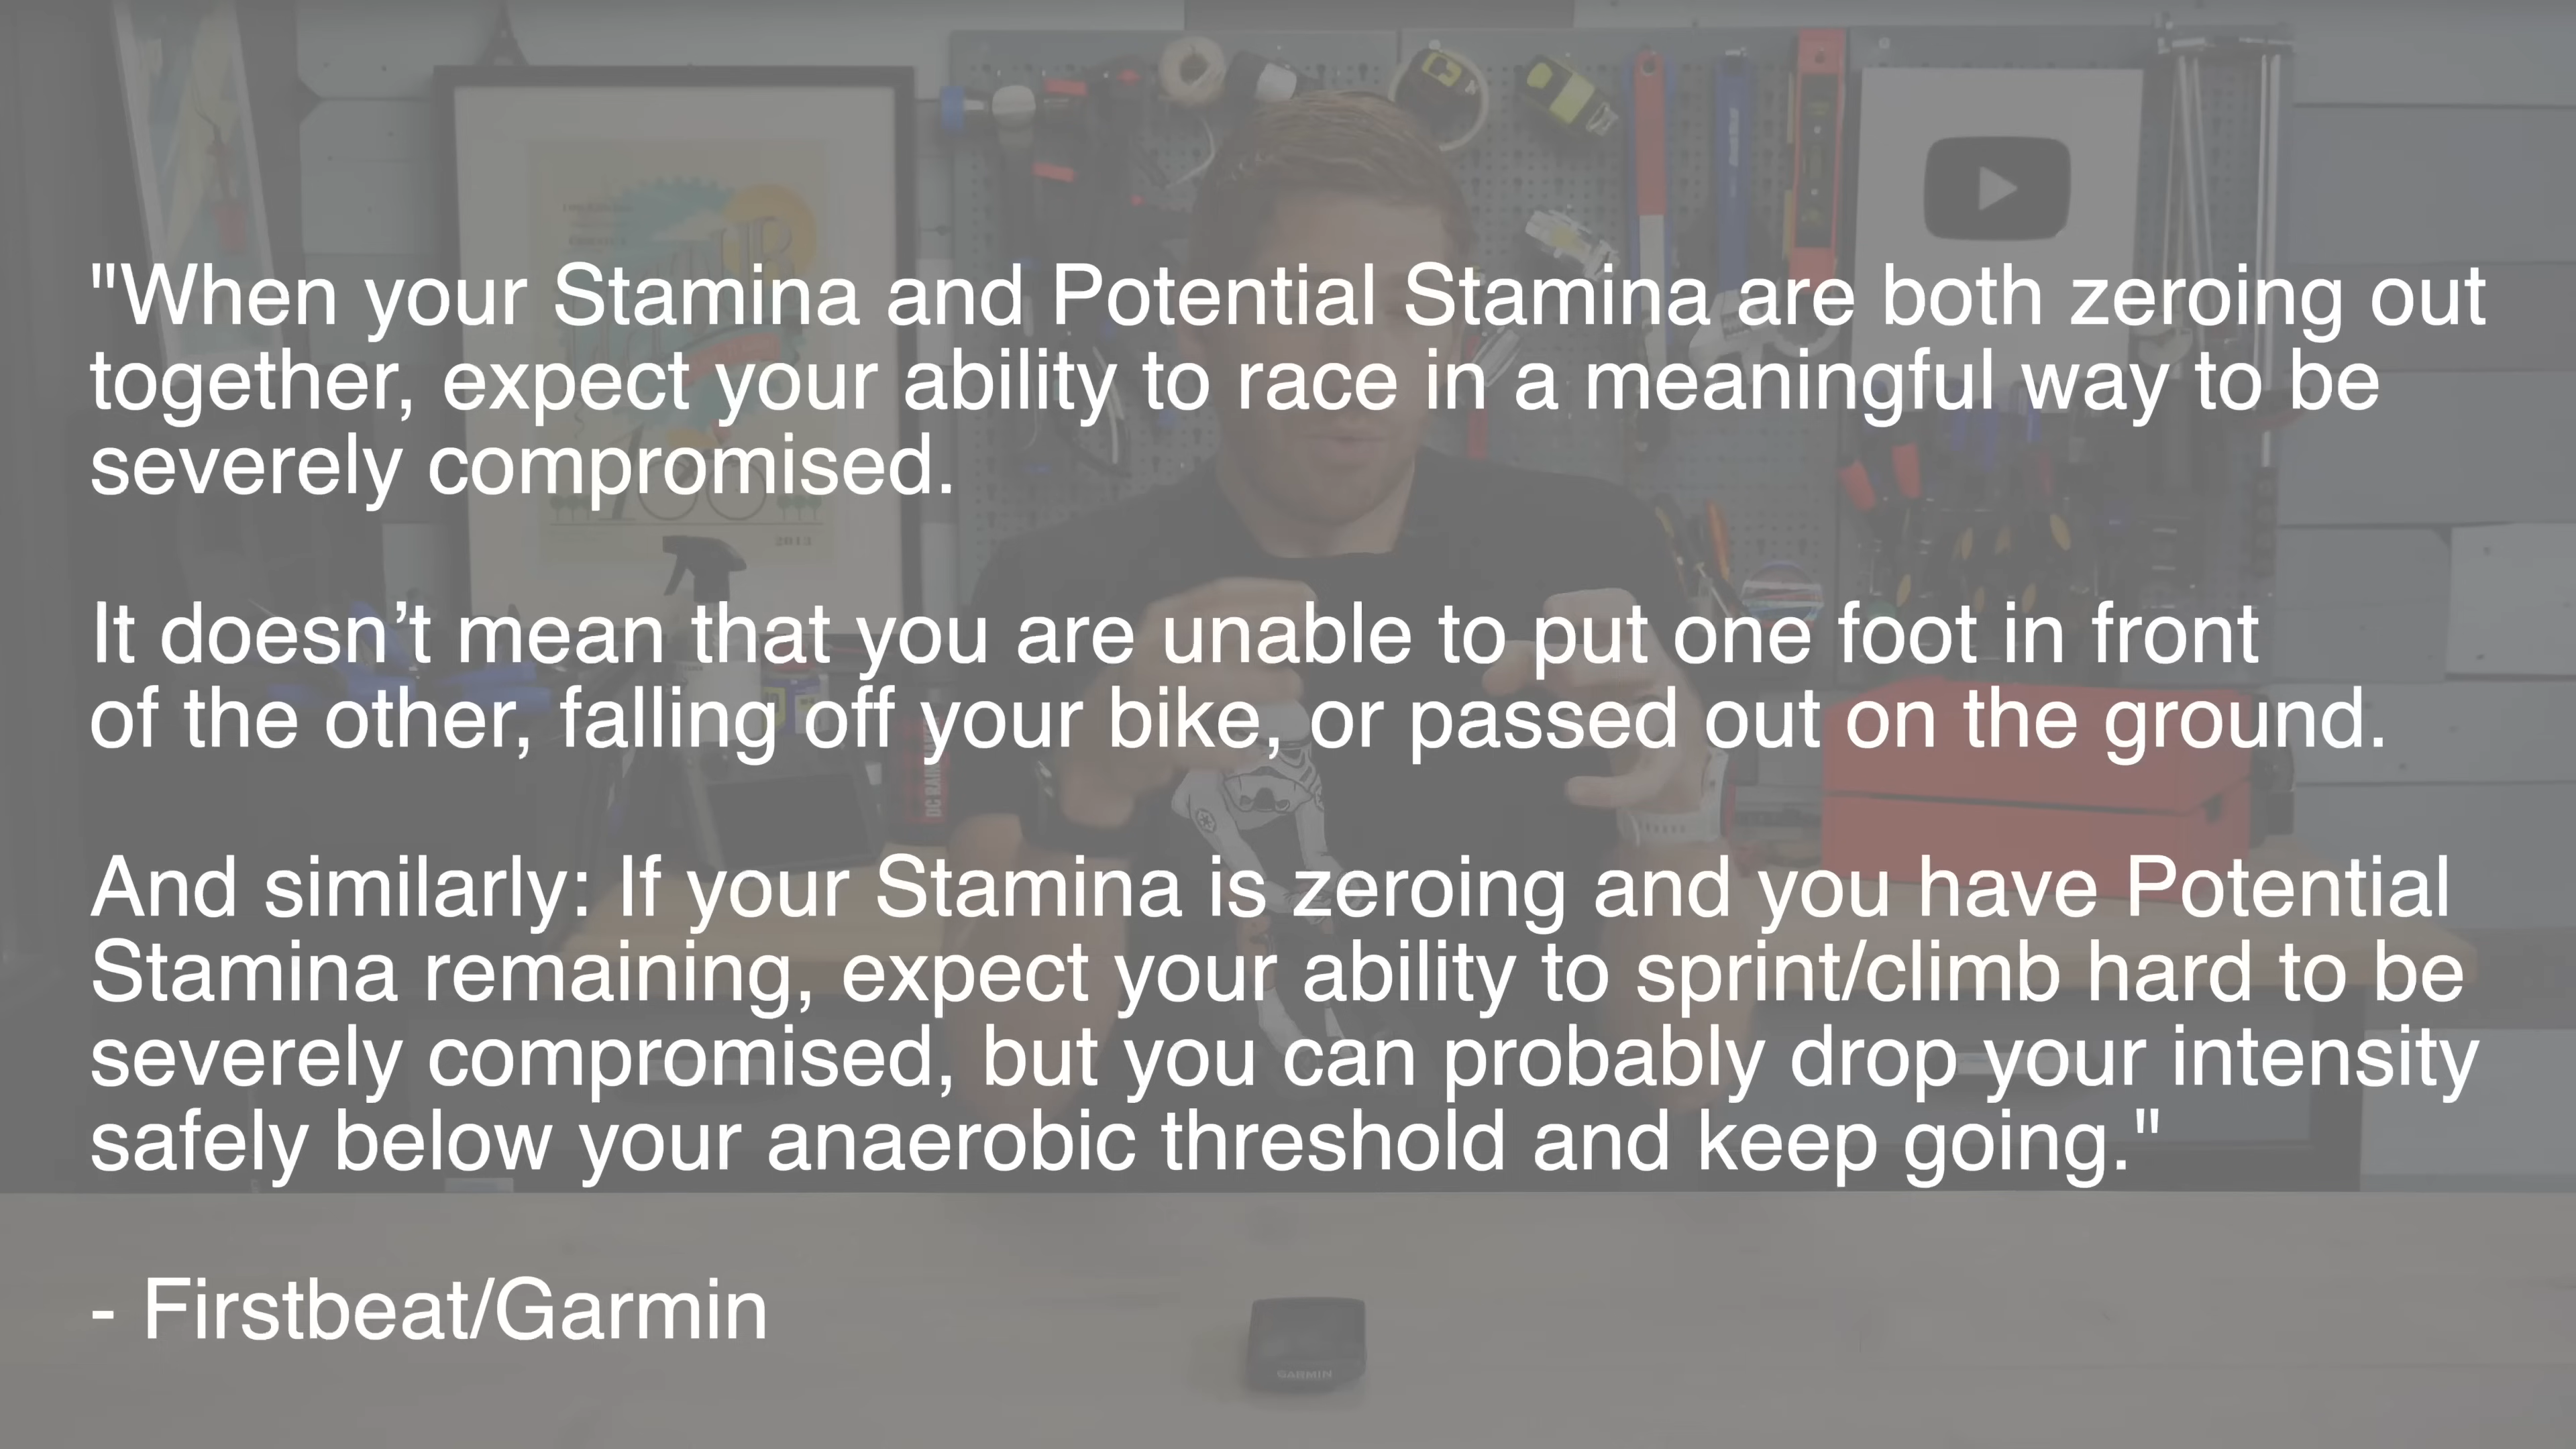 "When your Stamina and Potential Stamina are both zeroing out
together, expect your ability to race in a meaningful way to be
severely compromised.
It doesn’t mean that you are unable to put one foot in front
of the other, falling off your bike, or passed out on the ground.
And similarly: If your Stamina is zeroing and you have Potential
Stamina remaining, expect your ability to sprint/climb hard to be
severely compromised, but you can probably drop your intensity
safely below your anaerobic threshold and keep going."
- Firstbeat/Garmin
2013
GARMIN